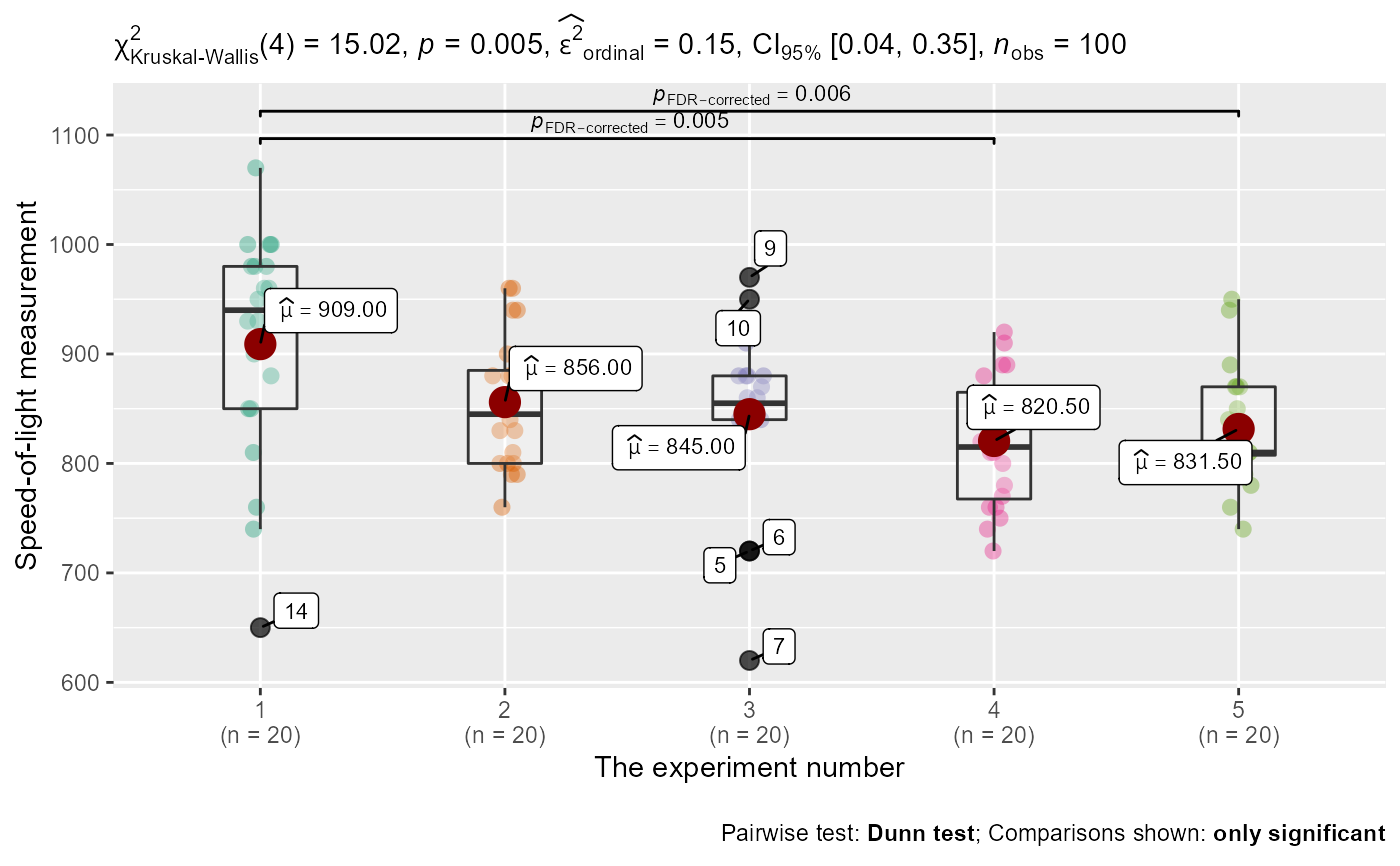 χ²Kruskal-Wallis(4) = 15.02, p = 0.005, ε̂²ordinal = 0.15, CI95% [0.04, 0.35], nobs = 100
pFDR−corrected = 0.006
pFDR−corrected = 0.005
1100
1000
900
800
700
600
Speed-of-light measurement
μ̂ = 909.00
μ̂ = 856.00
μ̂ = 845.00
μ̂ = 820.50
μ̂ = 831.50
9
10
6
5
7
14
1 2 3 4 5
(n = 20) (n = 20) (n = 20) (n = 20) (n = 20)
The experiment number
Pairwise test: Dunn test; Comparisons shown: only significant